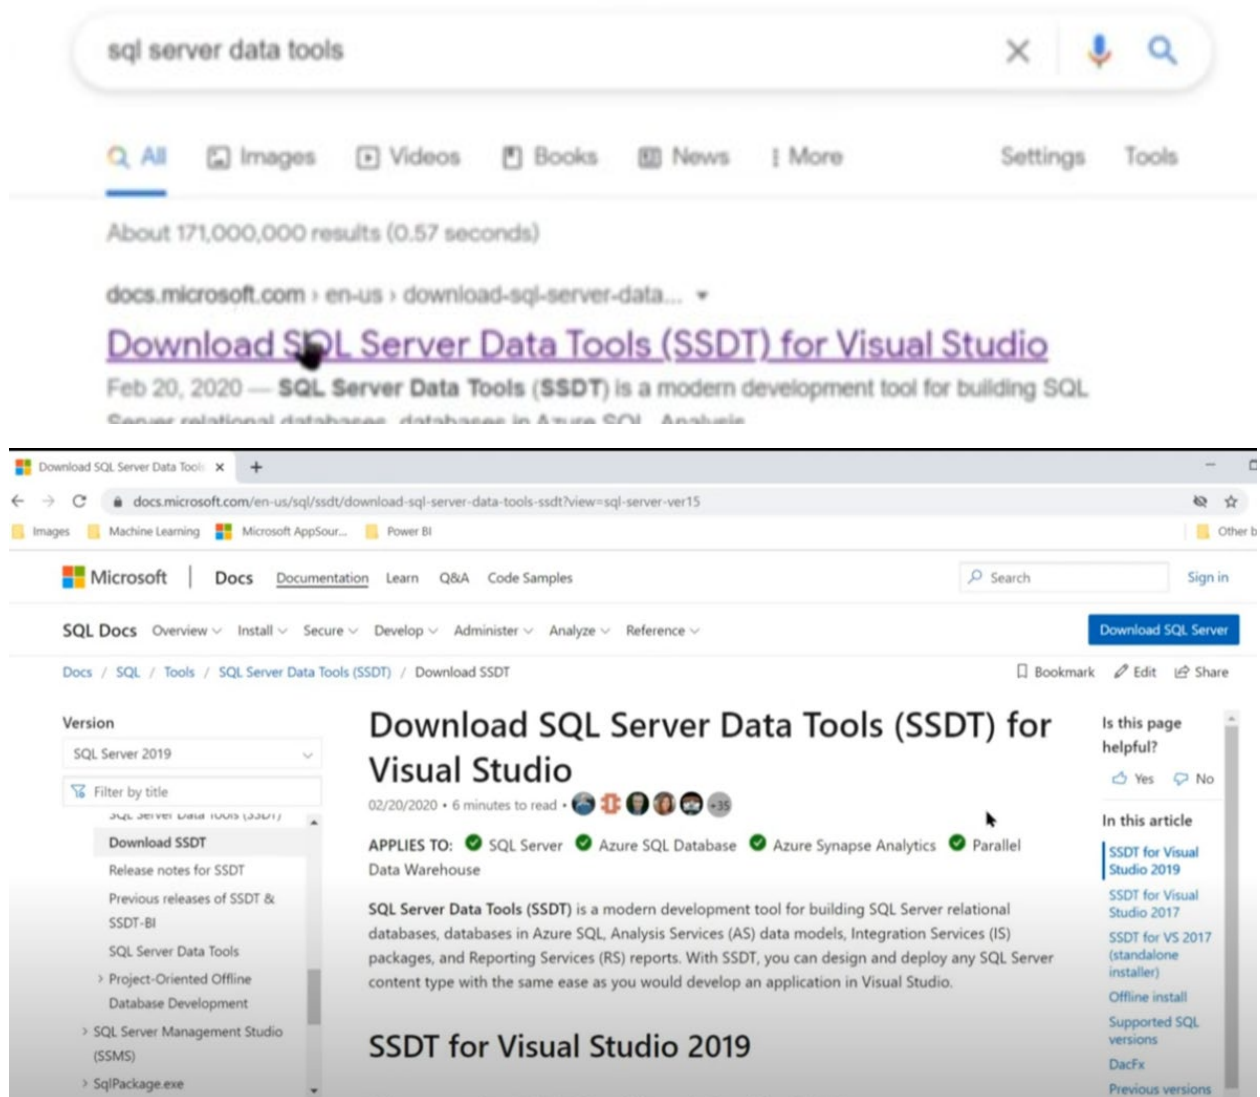 sql server data tools
All Images Videos Books News More Settings Tools
About 171,000,000 results (0.57 seconds)
docs.microsoft.com › en-us › download-sql-server-data...
Download SQL Server Data Tools (SSDT) for Visual Studio
Feb 20, 2020 — SQL Server Data Tools (SSDT) is a modern development tool for building SQL
Server relational databases, databases in Azure SQL, Analysis
Download SQL Server Data Tools
docs.microsoft.com/en-us/sql/ssdt/download-sql-server-data-tools-ssdt?view=sql-server-ver15
Images Machine Learning Microsoft AppSour... Power BI Other b
Microsoft Docs Documentation Learn Q&A Code Samples Search Sign in
SQL Docs Overview Install Secure Develop Administer Analyze Reference Download SQL Server
Docs / SQL / Tools / SQL Server Data Tools (SSDT) / Download SSDT Bookmark Edit Share
Version
SQL Server 2019
Filter by title
SQL Server Data Tools (SSDT)
Download SSDT
Release notes for SSDT
Previous releases of SSDT &
SSDT-BI
SQL Server Data Tools
Project-Oriented Offline
Database Development
SQL Server Management Studio
(SSMS)
SqlPackage.exe
Download SQL Server Data Tools (SSDT) for
Visual Studio
02/20/2020 • 6 minutes to read • +35
APPLIES TO: SQL Server Azure SQL Database Azure Synapse Analytics Parallel
Data Warehouse
SQL Server Data Tools (SSDT) is a modern development tool for building SQL Server relational
databases, databases in Azure SQL, Analysis Services (AS) data models, Integration Services (IS)
packages, and Reporting Services (RS) reports. With SSDT, you can design and deploy any SQL Server
content type with the same ease as you would develop an application in Visual Studio.
SSDT for Visual Studio 2019
Is this page
helpful?
Yes No
In this article
SSDT for Visual
Studio 2019
SSDT for Visual
Studio 2017
SSDT for VS 2017
(standalone
installer)
Offline install
Supported SQL
versions
DacFx
Previous versions